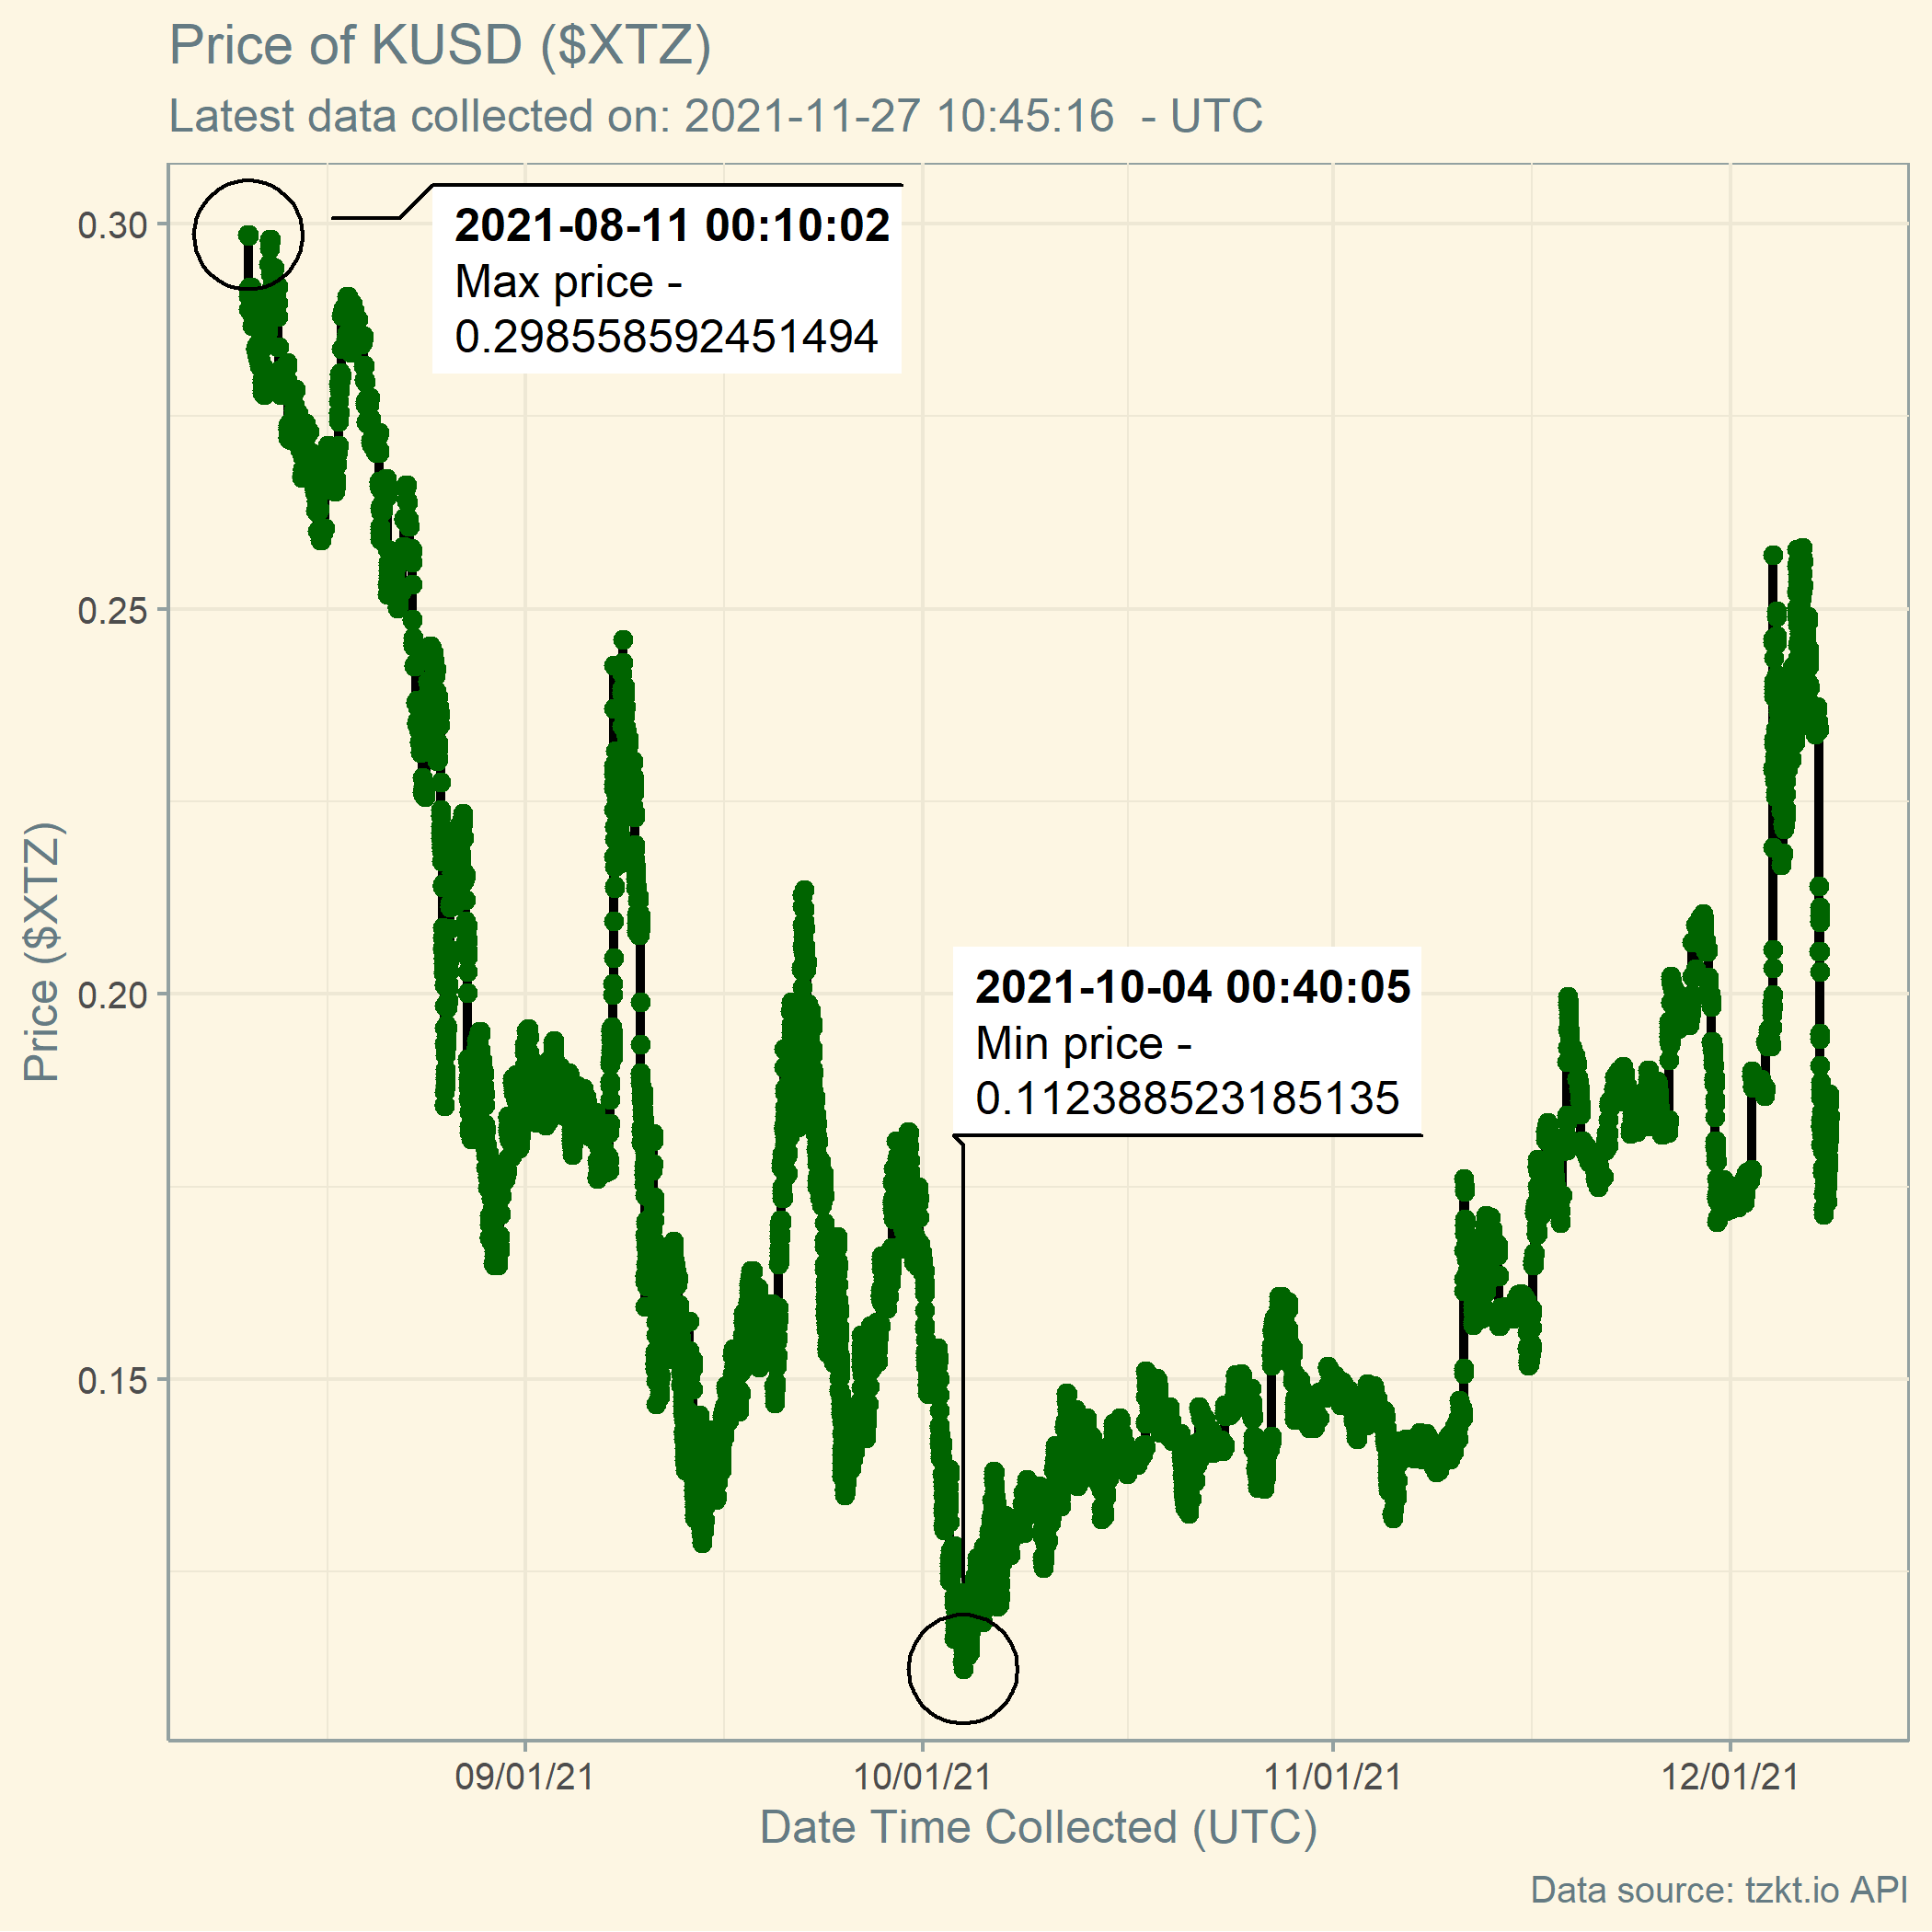 Price of KUSD ($XTZ)
Latest data collected on: 2021-11-27 10:45:16  - UTC
2021-08-11 00:10:02
Max price -
0.298558592451494
2021-10-04 00:40:05
Min price -
0.112388523185135
0.30
0.25
0.20
0.15
Price ($XTZ)
09/01/21
10/01/21
11/01/21
12/01/21
Date Time Collected (UTC)
Data source: tzkt.io API